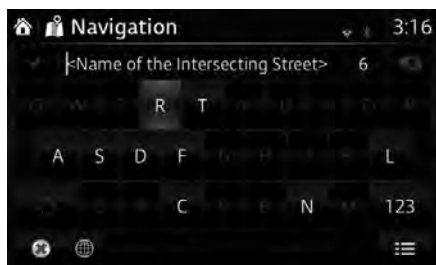 Navigation 3:16
<Name of the Intersecting Street> 6
R T
A S D F L
C N 123